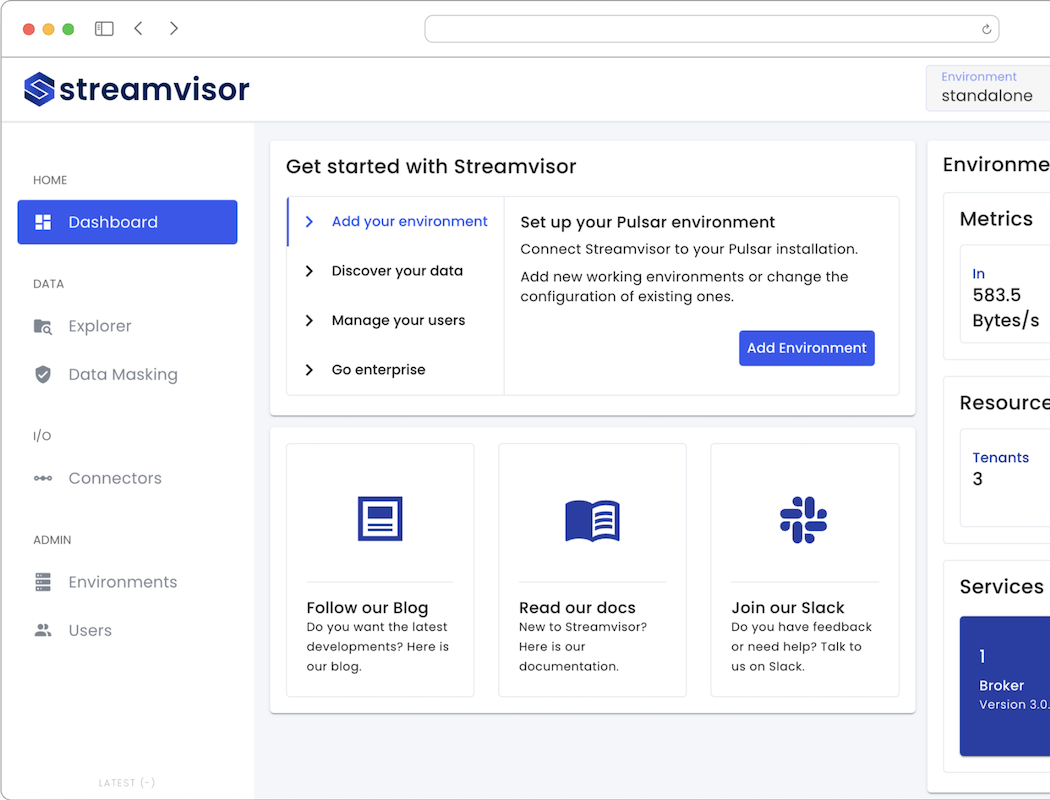 streamvisor
Environment
standalone
HOME
Dashboard
DATA
Explorer
Data Masking
I/O
Connectors
ADMIN
Environments
Users
LATEST (-)
Get started with Streamvisor
Add your environment
Discover your data
Manage your users
Go enterprise
Set up your Pulsar environment
Connect Streamvisor to your Pulsar installation.
Add new working environments or change the
configuration of existing ones.
Add Environment
Follow our Blog
Do you want the latest
developments? Here is
our blog.
Read our docs
New to Streamvisor?
Here is our
documentation.
Join our Slack
Do you have feedback
or need help? Talk to
us on Slack.
Environme
Metrics
In
583.5
Bytes/s
Resource
Tenants
3
Services
1
Broker
Version 3.0.